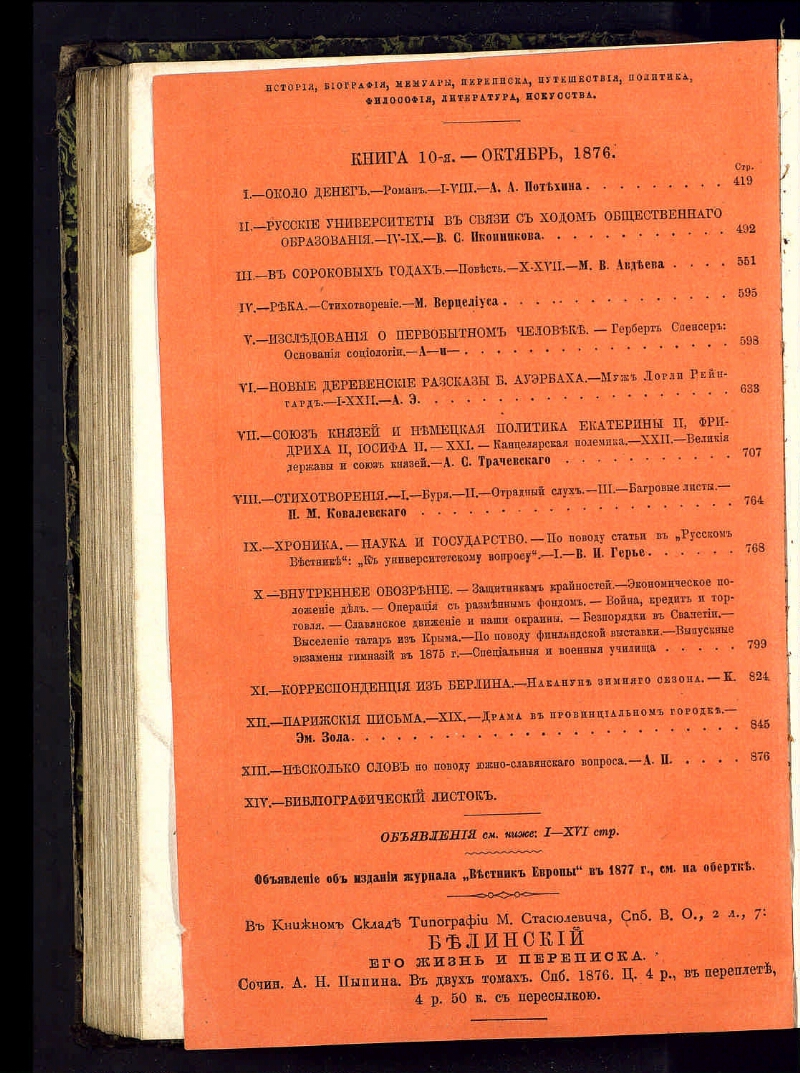 ИСТОРІЯ, БІОГРАФІЯ, МЕМУАРЫ, ПЕРЕПИСКА, ПУТЕШЕСТВІЯ, ПОЛИТИКА,
ФИЛОСОФІЯ, ЛИТЕРАТУРА, ИСКУССТВА.
КНИГА 10-я. — ОКТЯБРЬ, 1876.
Стр.
I.—ОКОЛО ДЕНЕГЪ.—Романъ.—I-VIII.—А. А. Потѣхина . . . . . . . . 419
II.—РУССКІЕ УНИВЕРСИТЕТЫ ВЪ СВЯЗИ СЪ ХОДОМЪ ОБЩЕСТВЕННАГО
ОБРАЗОВАНІЯ.—IV-IX.—В. С. Иконникова. . . . . . . . . . . . 492
III.—ВЪ СОРОКОВЫХЪ ГОДАХЪ.—Повѣсть.—X-XVII.—М. В. Авдѣева . . . . 551
IV.—РѢКА.—Стихотвореніе.—М. Верцеліуса . . . . . . . . . . . . . 595
V.—ИЗСЛѢДОВАНІЯ О ПЕРВОБЫТНОМЪ ЧЕЛОВѢКѢ. — Гербертъ Спенсеръ:
Основанія соціологіи.—А—н— . . . . . . . . . . . . . . . . 598
VI.—НОВЫЕ ДЕРЕВЕНСКІЕ РАЗСКАЗЫ Б. АУЭРБАХА.—Мужъ Лорли Рейн-
гардъ.—I-XXII.—А. Э. . . . . . . . . . . . . . . . . . . 633
VII.—СОЮЗЪ КНЯЗЕЙ И НѢМЕЦКАЯ ПОЛИТИКА ЕКАТЕРИНЫ II, ФРИ-
ДРИХА II, ІОСИФА II. — XXI. — Канцелярская полемика.—XXII.—Великія
державы и союзъ князей.—А. С. Трачевскаго . . . . . . . . . . 707
VIII.—СТИХОТВОРЕНІЯ.—I.—Буря.—II.—Отрадный слухъ.—III.—Багровые листы.—
П. М. Ковалевскаго . . . . . . . . . . . . . . . . . . . 764
IX.—ХРОНИКА. — НАУКА И ГОСУДАРСТВО. — По поводу статьи въ „Русскомъ
Вѣстникѣ“: „Къ университетскому вопросу“.—I.—В. И. Герье . . . . . . 768
X.—ВНУТРЕННЕЕ ОБОЗРѢНІЕ. — Защитникамъ крайностей.—Экономическое по-
ложеніе дѣлъ. — Операція съ размѣннымъ фондомъ. — Война, кредитъ и тор-
говля. — Славянское движеніе и наши окраины. — Безпорядки въ Сванетіи.—
Выселеніе татаръ изъ Крыма.—По поводу финляндской выставки.—Выпускные
экзамены гимназій въ 1875 г.—Спеціальныя и военныя училища . . . . . 799
XI.—КОРРЕСПОНДЕНЦІЯ ИЗЪ БЕРЛИНА.—Наканунѣ зимняго сезона. — К. 824
XII.—ПАРИЖСКІЯ ПИСЬМА.—XIX.—Драма въ провинціальномъ городкѣ.—
Эм. Зола. . . . . . . . . . . . . . . . . . . . . . . . 845
XIII.—НѢСКОЛЬКО СЛОВЪ по поводу южно-славянскаго вопроса.—А. П. . . . . 876
XIV.—БИБЛІОГРАФИЧЕСКІЙ ЛИСТОКЪ.
ОБЪЯВЛЕНІЯ см. ниже: I—XVI стр.
Объявленіе объ изданіи журнала „Вѣстникъ Европы“ въ 1877 г., см. на оберткѣ.
Въ Книжномъ Складѣ Типографіи М. Стасюлевича, Спб. В. О., 2 л., 7:
БѢЛИНСКІЙ
ЕГО ЖИЗНЬ И ПЕРЕПИСКА.
Сочин. А. Н. Пыпина. Въ двухъ томахъ. Спб. 1876. Ц. 4 р., въ переплетѣ,
4 р. 50 к. съ пересылкою.